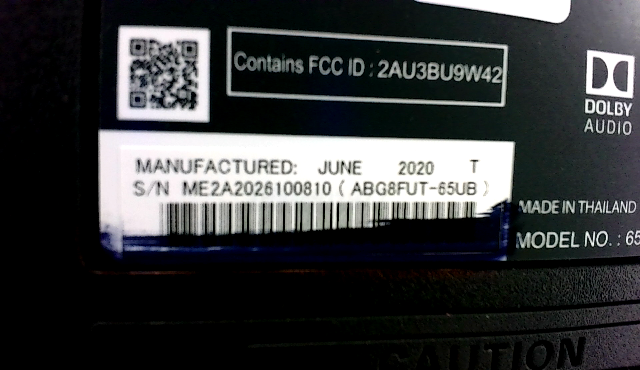 Contains FCC ID : 2AU3BU9W42
DOLBY
AUDIO
MANUFACTURED: JUNE 2020 T
S/N ME2A2026100810 ( ABG8FUT-65UB )
MADE IN THAILAND
MODEL NO. : 65
CAUTION